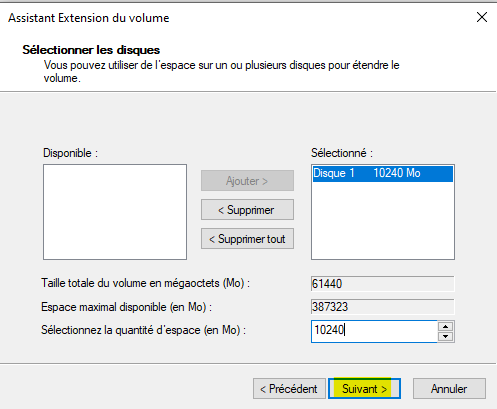 Assistant Extension du volume
Sélectionner les disques
Vous pouvez utiliser de l'espace sur un ou plusieurs disques pour étendre le
volume.
Disponible :
Sélectionné :
Disque 1 10240 Mo
Ajouter >
< Supprimer
< Supprimer tout
Taille totale du volume en mégaoctets (Mo) :
61440
Espace maximal disponible (en Mo) :
387323
Sélectionnez la quantité d'espace (en Mo) :
10240
< Précédent
Suivant >
Annuler